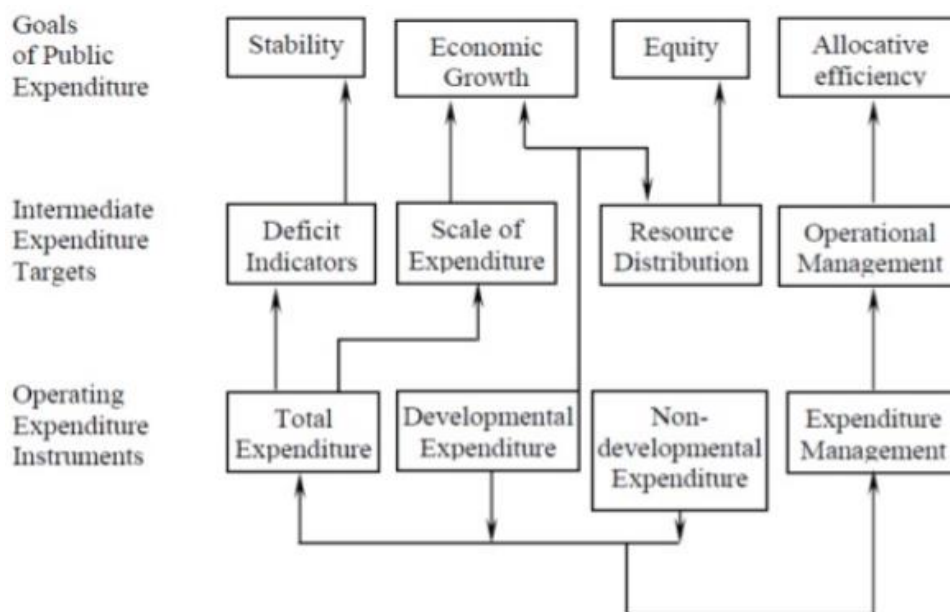 Goals
of Public
Expenditure
Stability
Economic
Growth
Equity
Allocative
efficiency
Intermediate
Expenditure
Targets
Deficit
Indicators
Scale of
Expenditure
Resource
Distribution
Operational
Management
Operating
Expenditure
Instruments
Total
Expenditure
Developmental
Expenditure
Non-
developmental
Expenditure
Expenditure
Management